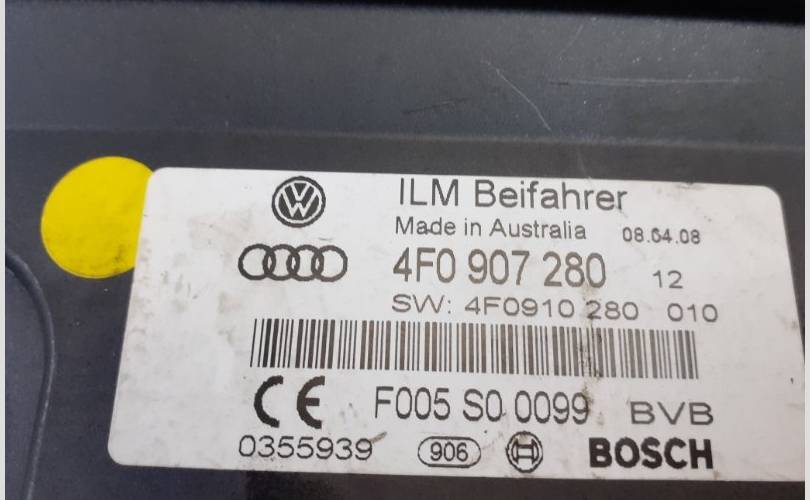 ILM Beifahrer
Made in Australia 08.04.08
4F0 907 280 12
SW: 4F0910 280 010
CE F005 S0 0099 BVB
0355939 906 BOSCH